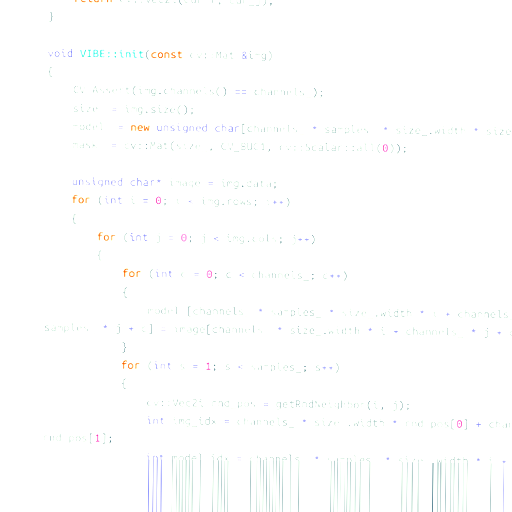 }
void VIBE::init(const cv::Mat &img)
{
CV_Assert(img.channels() == channels_);
size_ = img.size();
model_ = new unsigned char[channels_ * samples_ * size_.width * size
mask_ = cv::Mat(size_, CV_8UC1, cv::Scalar::all(0));
unsigned char* image = img.data;
for (int i = 0; i < img.rows; i++)
{
for (int j = 0; j < img.cols; j++)
{
for (int c = 0; c < channels_; c++)
{
model_[channels_ * samples_ * size_.width * i + channels
samples_ * j + c] = image[channels_ * size_.width * i + channels_ * j + c
}
for (int s = 1; s < samples_; s++)
{
cv::Vec2i rnd_pos = getRndNeighbor(i, j);
int img_idx = channels_ * size_.width * rnd_pos[0] + cha
nd_pos[1];
int model_idx = channels_ * samples_ * size_.width * i +